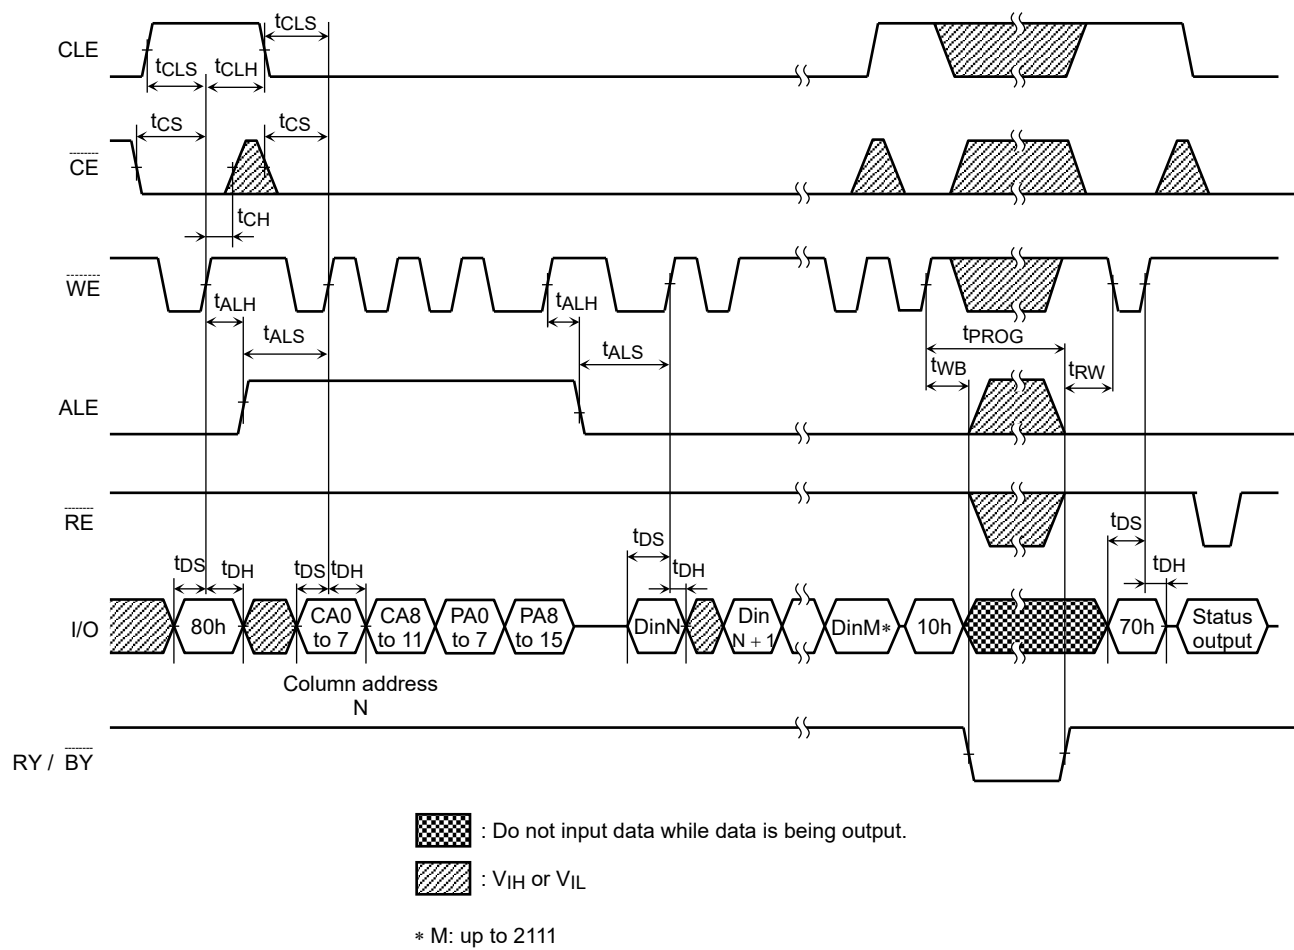 tCLS
CLE
tCLS tCLH
tCS tCS
CE
tCH
WE
tALH tALH
tALS tALS
tPROG
tWB tRW
ALE
RE
tDS tDS
tDS tDH tDS tDH tDH tDH
I/O 80h CA0 to 7 CA8 to 11 PA0 to 7 PA8 to 15 DinN Din N + 1 DinM* 10h 70h Status output
Column address
N
RY / BY
: Do not input data while data is being output.
: VIH or VIL
* M: up to 2111